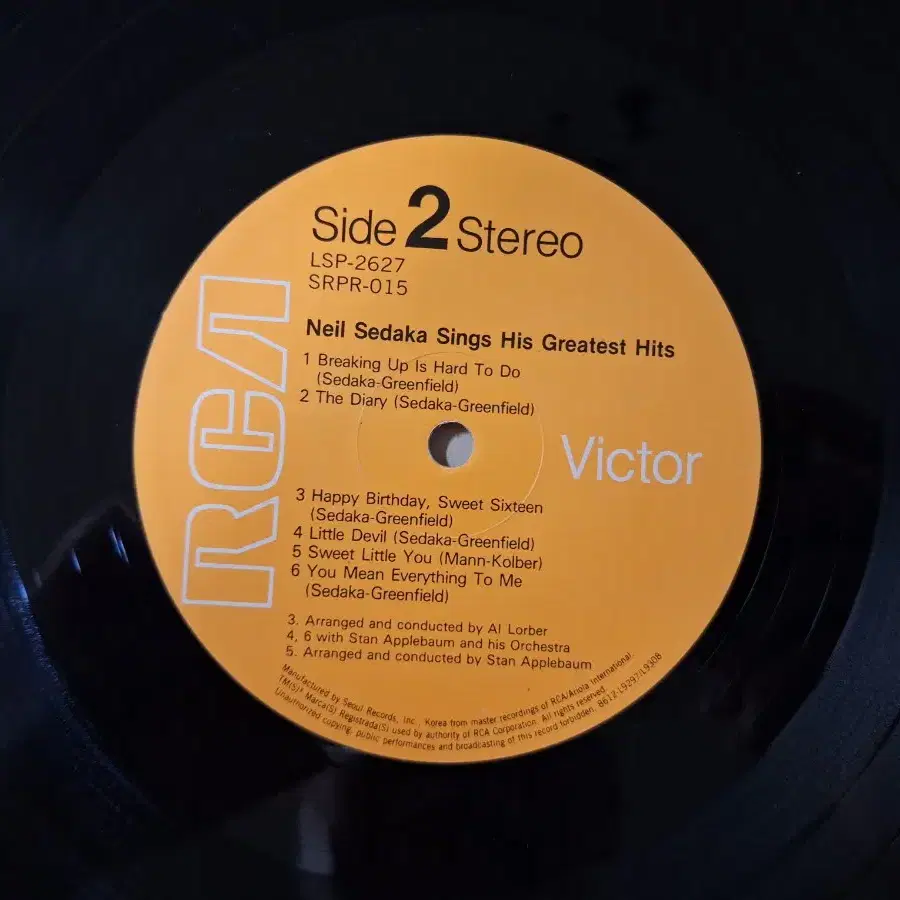 Side 2 Stereo
LSP-2627
SRPR-015
RCA
Neil Sedaka Sings His Greatest Hits
1 Breaking Up Is Hard To Do
(Sedaka-Greenfield)
2 The Diary (Sedaka-Greenfield)
Victor
3 Happy Birthday, Sweet Sixteen
(Sedaka-Greenfield)
4 Little Devil (Sedaka-Greenfield)
5 Sweet Little You (Mann-Kolber)
6 You Mean Everything To Me
(Sedaka-Greenfield)
3. Arranged and conducted by Al Lorber
4, 6 with Stan Applebaum and his Orchestra
5. Arranged and conducted by Stan Applebaum
Manufactured by Seoul Records, Inc., Korea from master recordings of RCA/Ariola International.
TM(S)® Marca(S) Registrada(S) used by authority of RCA Corporation. All rights reserved
Unauthorized copying, public performances and broadcasting of this record forbidden. 8612-L9297/L9308